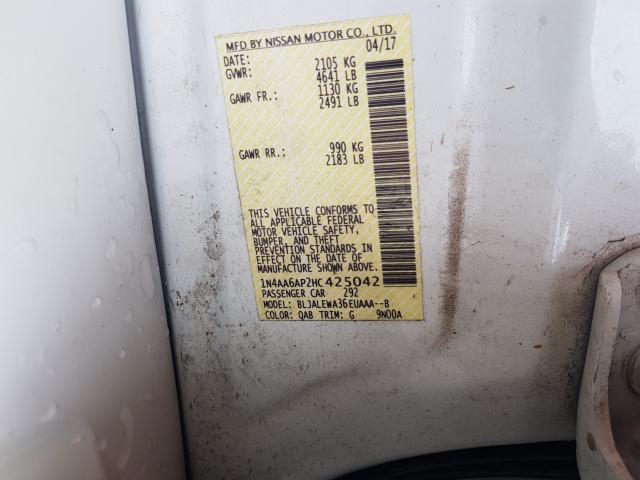 MFD BY NISSAN MOTOR CO., LTD.
DATE: 04/17
GVWR: 2105 KG
4641 LB
GAWR FR.: 1130 KG
2491 LB
GAWR RR.: 990 KG
2183 LB
THIS VEHICLE CONFORMS TO
ALL APPLICABLE FEDERAL
MOTOR VEHICLE SAFETY,
BUMPER, AND THEFT
PREVENTION STANDARDS IN
EFFECT ON THE DATE OF
MANUFACTURE SHOWN ABOVE.
1N4AA6AP2HC425042
PASSENGER CAR 292
MODEL: BLJALEWA36EUAAA--B
COLOR: QAB TRIM: G 9N00A